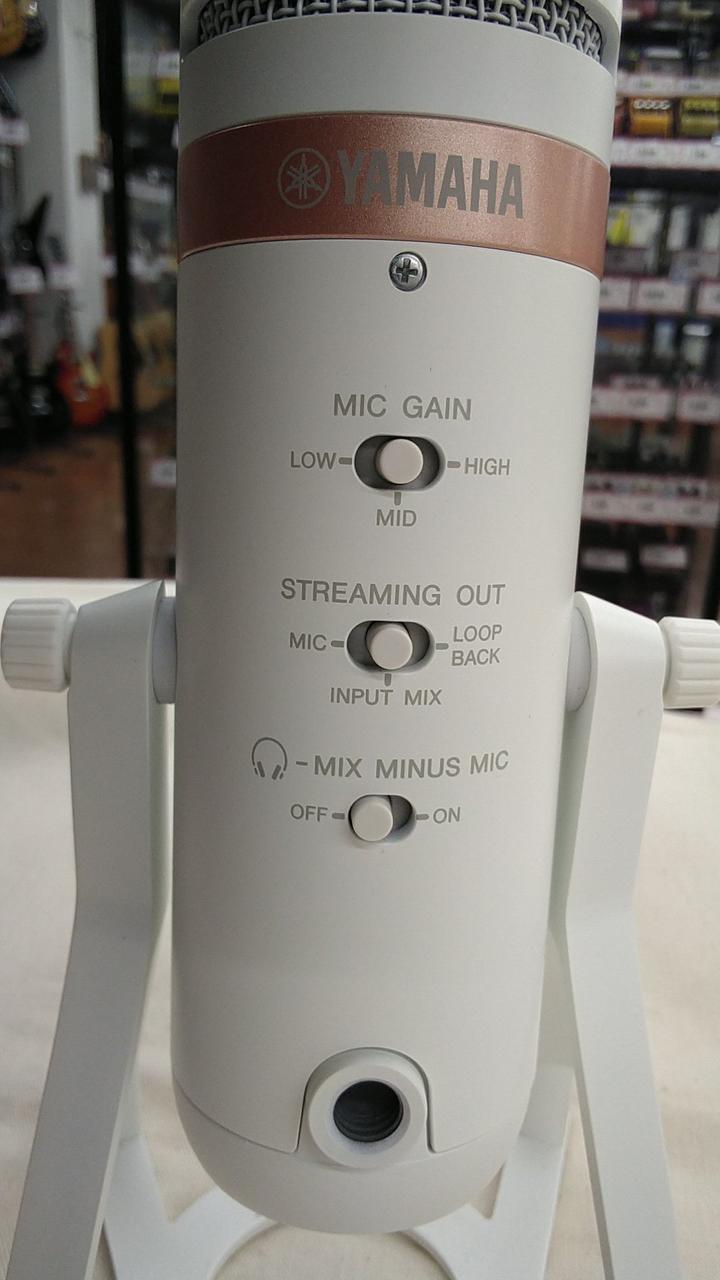 YAMAHA
MIC GAIN
LOW HIGH
MID
STREAMING OUT
MIC LOOP BACK
INPUT MIX
- MIX MINUS MIC
OFF ON